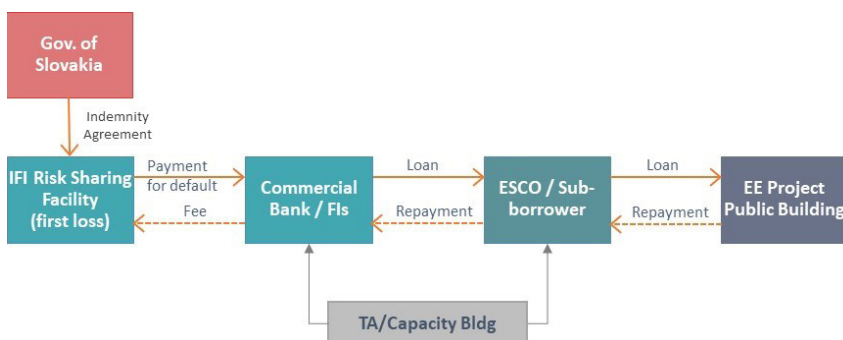 Gov. of
Slovakia
Indemnity
Agreement
IFI Risk Sharing
Facility
(first loss)
Payment
for default
Fee
Commercial
Bank / FIs
Loan
Repayment
ESCO / Sub-
borrower
Loan
Repayment
EE Project
Public Building
TA/Capacity Bldg